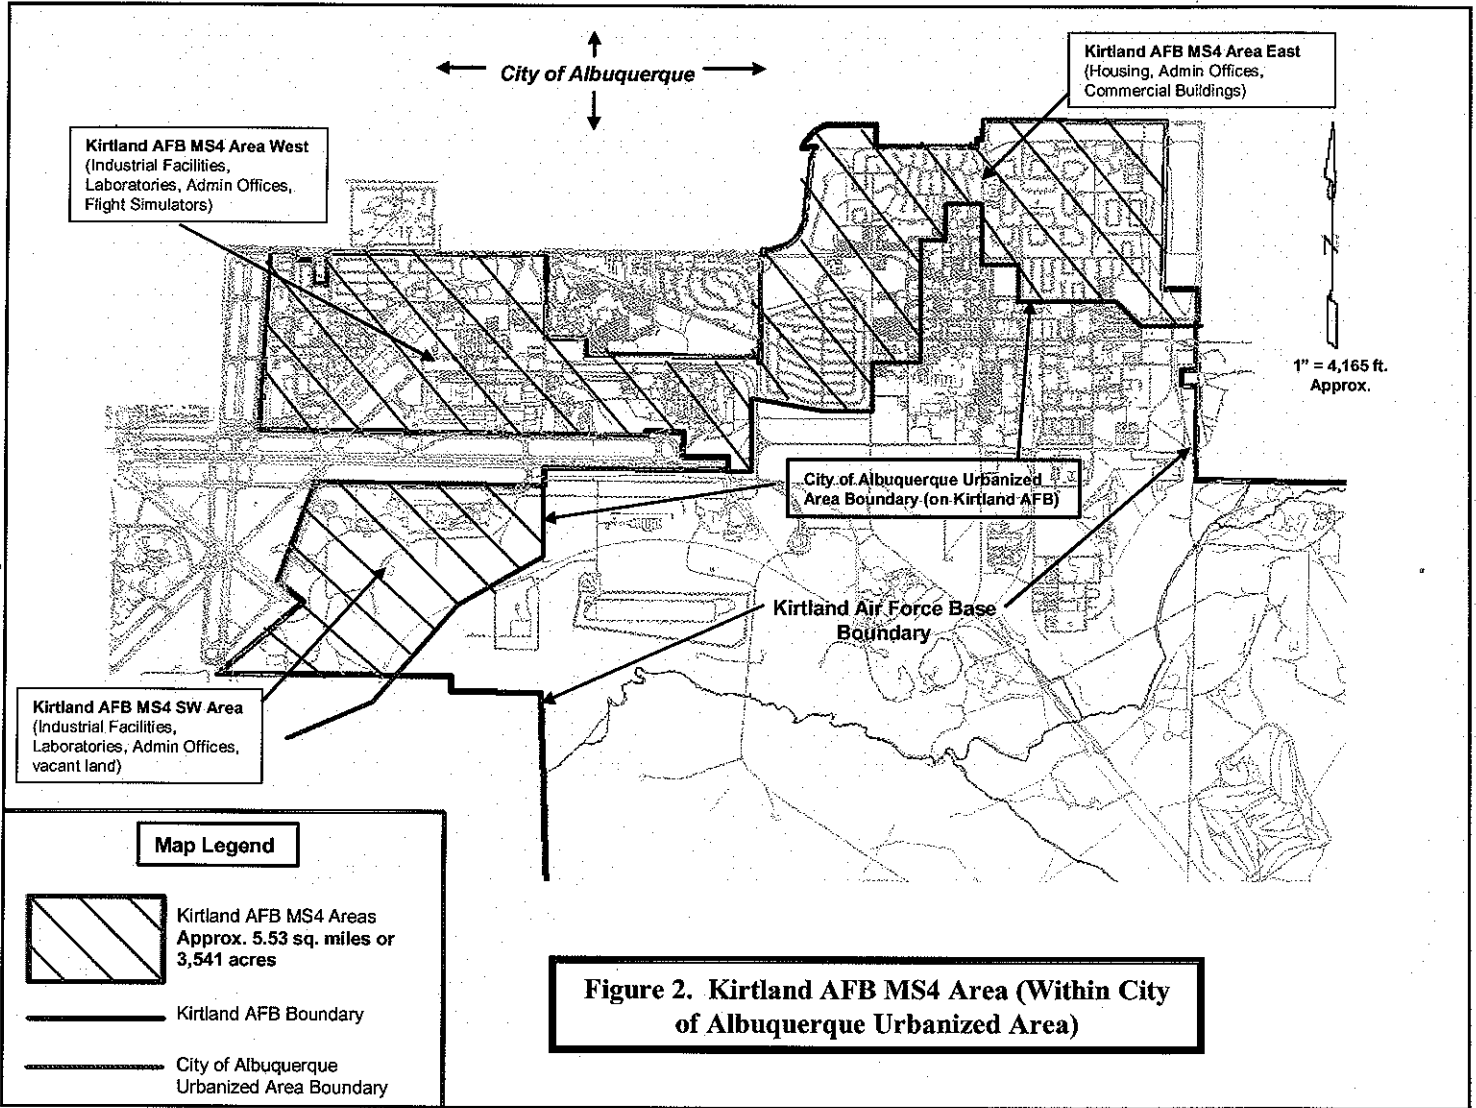 City of Albuquerque
Kirtland AFB MS4 Area East
(Housing, Admin Offices,
Commercial Buildings)
Kirtland AFB MS4 Area West
(Industrial Facilities,
Laboratories, Admin Offices,
Flight Simulators)
N
1" = 4,165 ft.
Approx.
City of Albuquerque Urbanized
Area Boundary (on Kirtland AFB)
Kirtland Air Force Base
Boundary
Kirtland AFB MS4 SW Area
(Industrial Facilities,
Laboratories, Admin Offices,
vacant land)
Map Legend
Kirtland AFB MS4 Areas
Approx. 5.53 sq. miles or
3,541 acres
Kirtland AFB Boundary
City of Albuquerque
Urbanized Area Boundary
Figure 2. Kirtland AFB MS4 Area (Within City
of Albuquerque Urbanized Area)